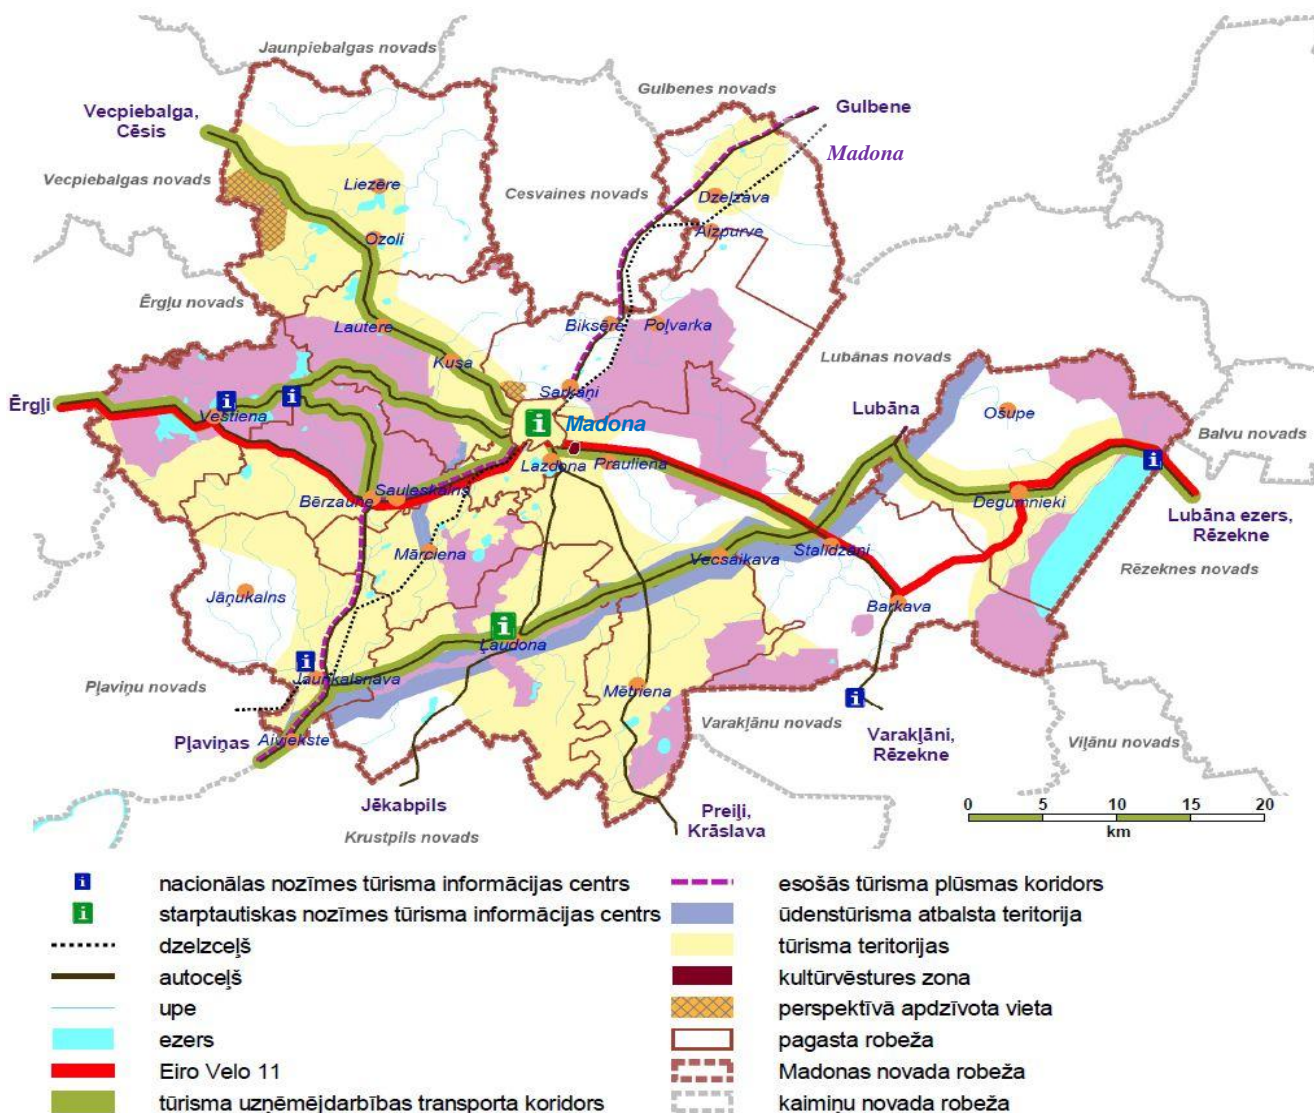 Jaunpiebalgas novads
Gulbenes novads
Vecpiebalga,
Cēsis
Gulbene
Madona
Vecpiebalgas novads
Liezēre
Cesvaines novads
Dzelzava
Aizpurve
Ozoli
Ērgļu novads
Lautere
Biksēre
Poļvarka
Kusa
Lubānas novads
Sarkaņi
Ērgļi
Vestiena
Madona
Lubāna
Ošupe
Balvu novads
Lazdona
Prauliena
Bērzaune
Sauleskalns
Degumnieki
Lubāna ezers,
Rēzekne
Mārciena
Vecsaikava
Stalīdzāni
Rēzeknes novads
Jāņukalns
Barkava
Ļaudona
Jaunkalsnava
Pļaviņu novads
Mētriena
Varakļānu novads
Pļaviņas
Aiviekste
Varakļāni,
Rēzekne
Viļānu novads
Jēkabpils
Preiļi,
Krāslava
Krustpils novads
0 5 10 15 20
km
nacionālas nozīmes tūrisma informācijas centrs
starptautiskas nozīmes tūrisma informācijas centrs
dzelzceļš
autoceļš
upe
ezers
Eiro Velo 11
tūrisma uzņēmējdarbības transporta koridors
esošās tūrisma plūsmas koridors
ūdenstūrisma atbalsta teritorija
tūrisma teritorijas
kultūrvēstures zona
perspektīvā apdzīvota vieta
pagasta robeža
Madonas novada robeža
kaimiņu novada robeža